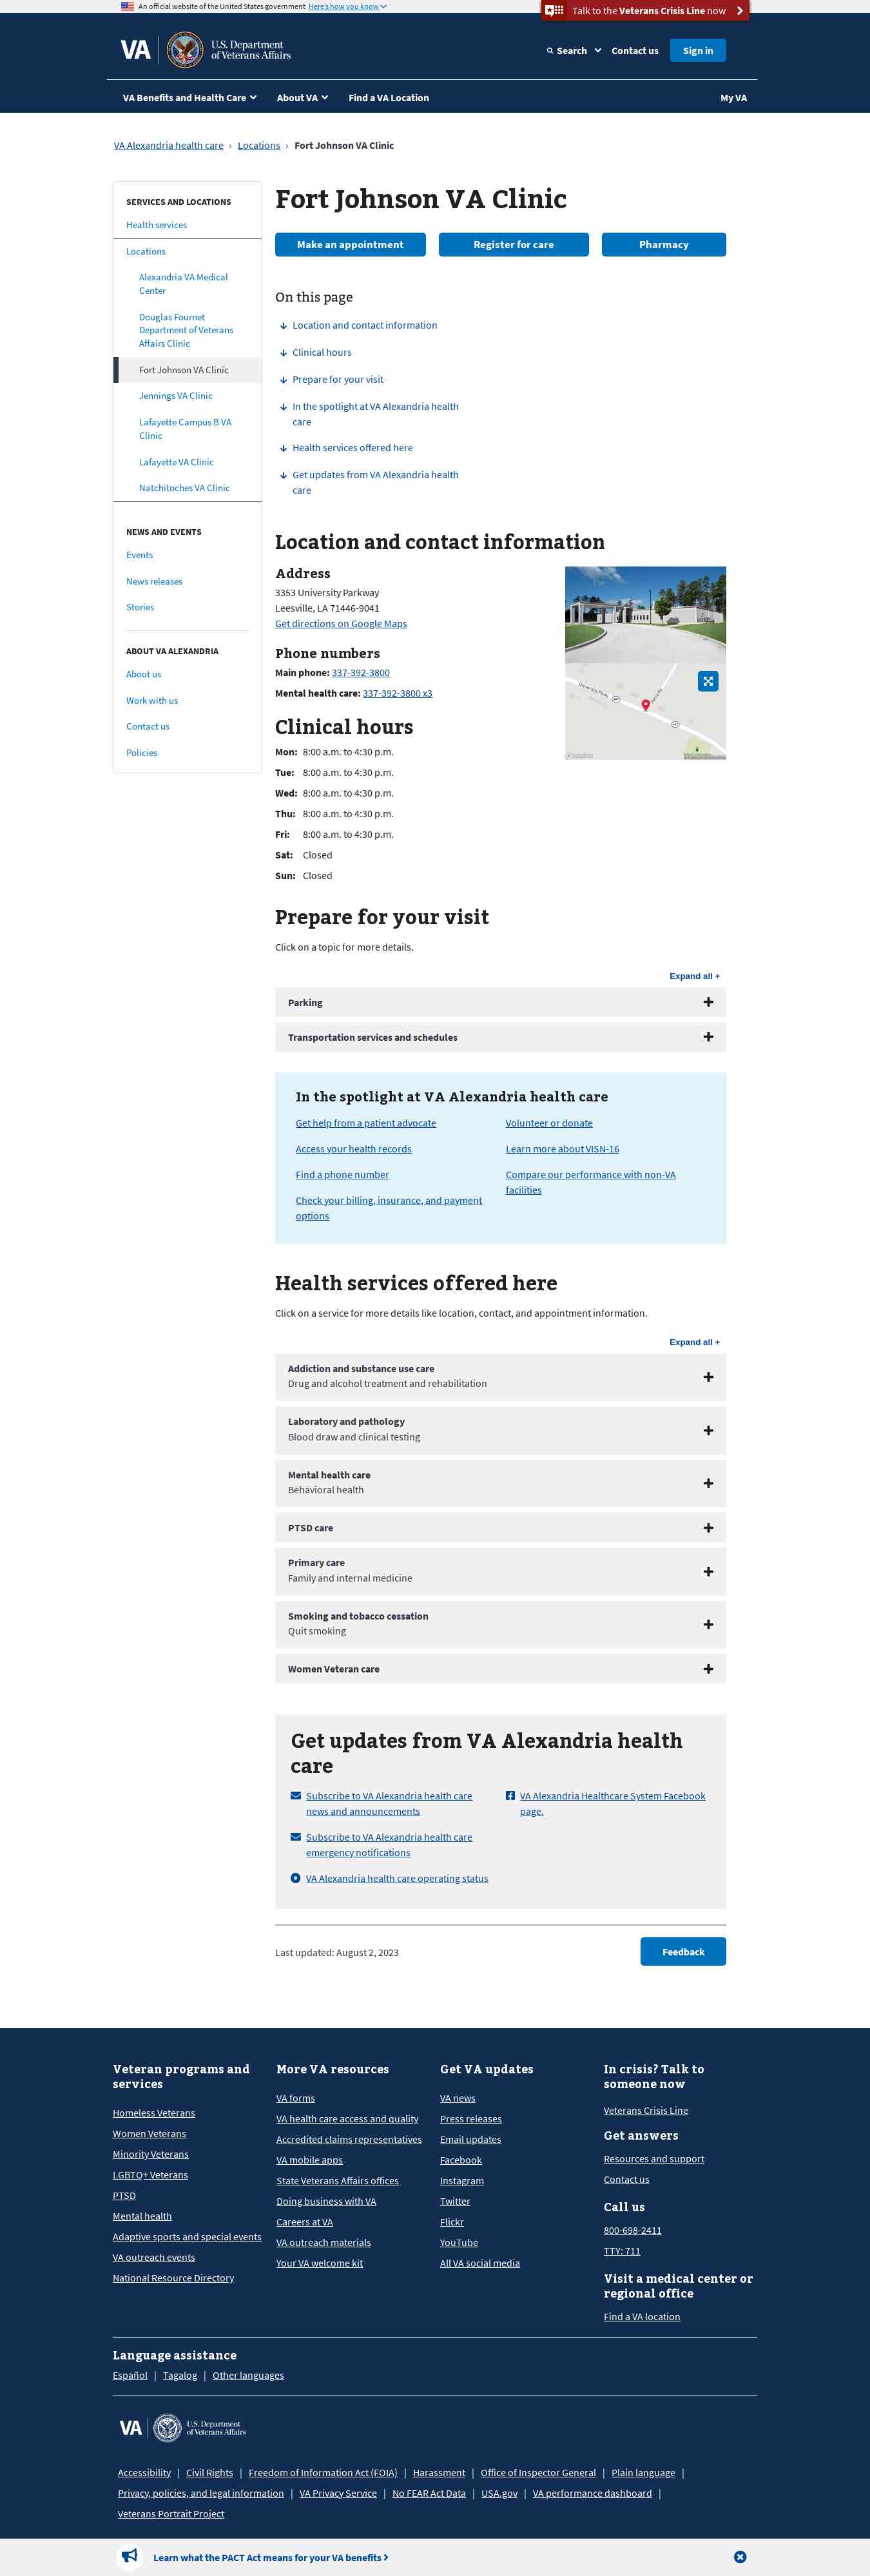 An official website of the United States government Here's how you know
Talk to the Veterans Crisis Line now
VA U.S. Department
of Veterans Affairs
Search Contact us Sign in
VA Benefits and Health Care About VA Find a VA Location My VA
VA Alexandria health care › Locations › Fort Johnson VA Clinic
SERVICES AND LOCATIONS
Health services
Locations
Alexandria VA Medical
Center
Douglas Fournet
Department of Veterans
Affairs Clinic
Fort Johnson VA Clinic
Jennings VA Clinic
Lafayette Campus B VA
Clinic
Lafayette VA Clinic
Natchitoches VA Clinic
NEWS AND EVENTS
Events
News releases
Stories
ABOUT VA ALEXANDRIA
About us
Work with us
Contact us
Policies
Fort Johnson VA Clinic
Make an appointment Register for care Pharmacy
On this page
Location and contact information
Clinical hours
Prepare for your visit
In the spotlight at VA Alexandria health
care
Health services offered here
Get updates from VA Alexandria health
care
Location and contact information
Address
3353 University Parkway
Leesville, LA 71446-9041
Get directions on Google Maps
Phone numbers
Main phone: 337-392-3800
Mental health care: 337-392-3800 x3
University Pkwy
mapbox
Clinical hours
Mon: 8:00 a.m. to 4:30 p.m.
Tue: 8:00 a.m. to 4:30 p.m.
Wed: 8:00 a.m. to 4:30 p.m.
Thu: 8:00 a.m. to 4:30 p.m.
Fri: 8:00 a.m. to 4:30 p.m.
Sat: Closed
Sun: Closed
Prepare for your visit
Click on a topic for more details.
Expand all +
Parking
Transportation services and schedules
In the spotlight at VA Alexandria health care
Get help from a patient advocate
Access your health records
Find a phone number
Check your billing, insurance, and payment
options
Volunteer or donate
Learn more about VISN-16
Compare our performance with non-VA
facilities
Health services offered here
Click on a service for more details like location, contact, and appointment information.
Expand all +
Addiction and substance use care
Drug and alcohol treatment and rehabilitation
Laboratory and pathology
Blood draw and clinical testing
Mental health care
Behavioral health
PTSD care
Primary care
Family and internal medicine
Smoking and tobacco cessation
Quit smoking
Women Veteran care
Get updates from VA Alexandria health
care
Subscribe to VA Alexandria health care
news and announcements
Subscribe to VA Alexandria health care
emergency notifications
VA Alexandria health care operating status
VA Alexandria Healthcare System Facebook
page.
Last updated: August 2, 2023
Feedback
Veteran programs and
services
Homeless Veterans
Women Veterans
Minority Veterans
LGBTQ+ Veterans
PTSD
Mental health
Adaptive sports and special events
VA outreach events
National Resource Directory
More VA resources
VA forms
VA health care access and quality
Accredited claims representatives
VA mobile apps
State Veterans Affairs offices
Doing business with VA
Careers at VA
VA outreach materials
Your VA welcome kit
Get VA updates
VA news
Press releases
Email updates
Facebook
Instagram
Twitter
Flickr
YouTube
All VA social media
In crisis? Talk to
someone now
Veterans Crisis Line
Get answers
Resources and support
Contact us
Call us
800-698-2411
TTY: 711
Visit a medical center or
regional office
Find a VA location
Language assistance
Español | Tagalog | Other languages
VA U.S. Department
of Veterans Affairs
Accessibility | Civil Rights | Freedom of Information Act (FOIA) | Harassment | Office of Inspector General | Plain language |
Privacy, policies, and legal information | VA Privacy Service | No FEAR Act Data | USA.gov | VA performance dashboard |
Veterans Portrait Project
Learn what the PACT Act means for your VA benefits